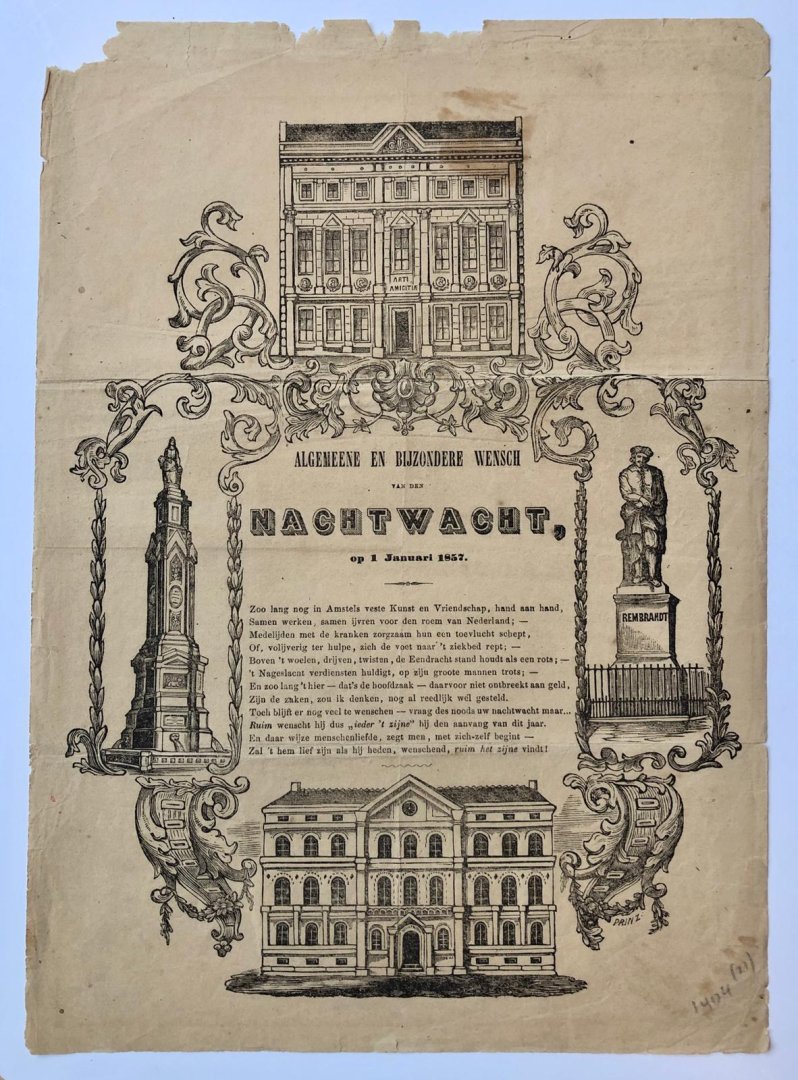 ARTI
AMICITIÆ
ALGEMEENE EN BIJZONDERE WENSCH
VAN DEN
NACHTWACHT,
op 1 Januari 1857.
REMBRANDT
Zoo lang nog in Amstels veste Kunst en Vriendschap, hand aan hand,
Samen werken, samen ijvren voor den roem van Nederland; —
Medelijden met de kranken zorgzaam hun een toevlucht schept,
Of, volijverig ter hulpe, zich de voet naar 't ziekbed rept; —
Boven 't woelen, drijven, twisten, de Eendracht stand houdt als een rots; —
't Nageslacht verdiensten huldigt, op zijn groote mannen trots; —
En zoo lang 't hier — dat's de hoofdzaak — daarvoor niet ontbreekt aan geld,
Zijn de zaken, zou ik denken, nog al reedlijk wél gesteld.
Toch blijft er nog veel te wenschen — vraag des noods uw nachtwacht maar...
Ruim wenscht hij dus „ieder 't zijne” bij den aanvang van dit jaar.
En daar wijze menschenliefde, zegt men, met zich-zelf begint —
Zal 't hem lief zijn als hij heden, wenschend, ruim het zijne vindt!
PRINZ
1404 (21)